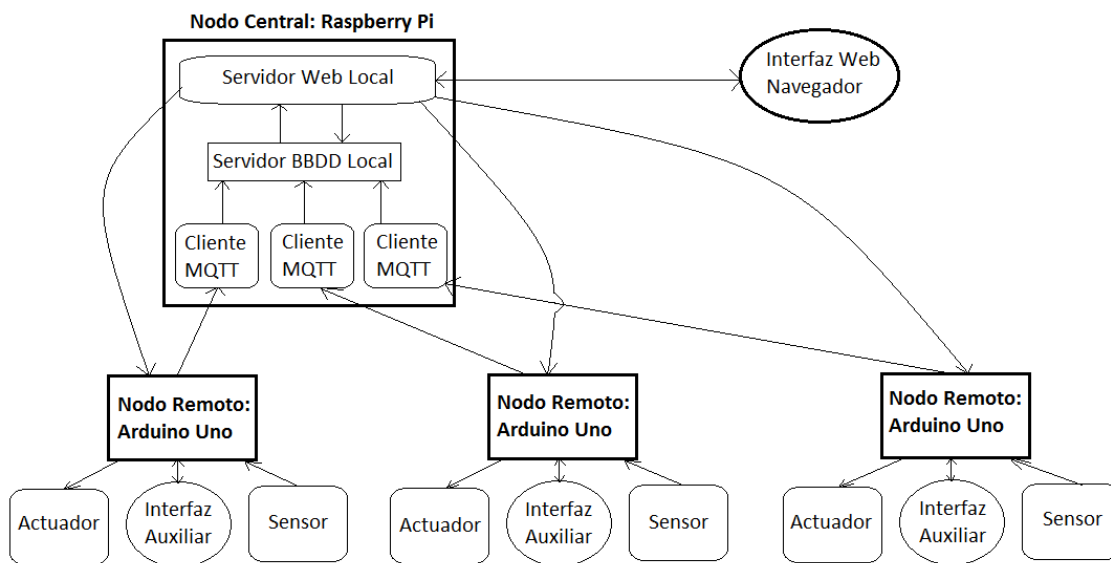 Nodo Central: Raspberry Pi
Servidor Web Local
Interfaz Web
Navegador
Servidor BBDD Local
Cliente
MQTT
Cliente
MQTT
Cliente
MQTT
Nodo Remoto:
Arduino Uno
Nodo Remoto:
Arduino Uno
Nodo Remoto:
Arduino Uno
Actuador
Interfaz
Auxiliar
Sensor
Actuador
Interfaz
Auxiliar
Sensor
Actuador
Interfaz
Auxiliar
Sensor